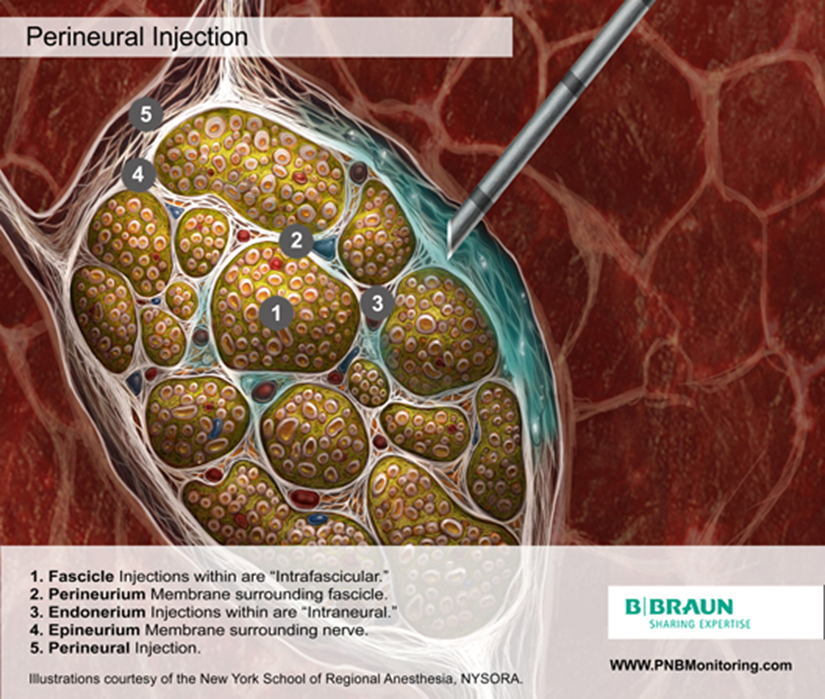 Perineural Injection
5
4
2
3
1
1. Fascicle Injections within are “Intrafascicular.”
2. Perineurium Membrane surrounding fascicle.
3. Endonerium Injections within are “Intraneural.”
4. Epineurium Membrane surrounding nerve.
5. Perineural Injection.
Illustrations courtesy of the New York School of Regional Anesthesia, NYSORA.
B|BRAUN
SHARING EXPERTISE
WWW.PNBMonitoring.com